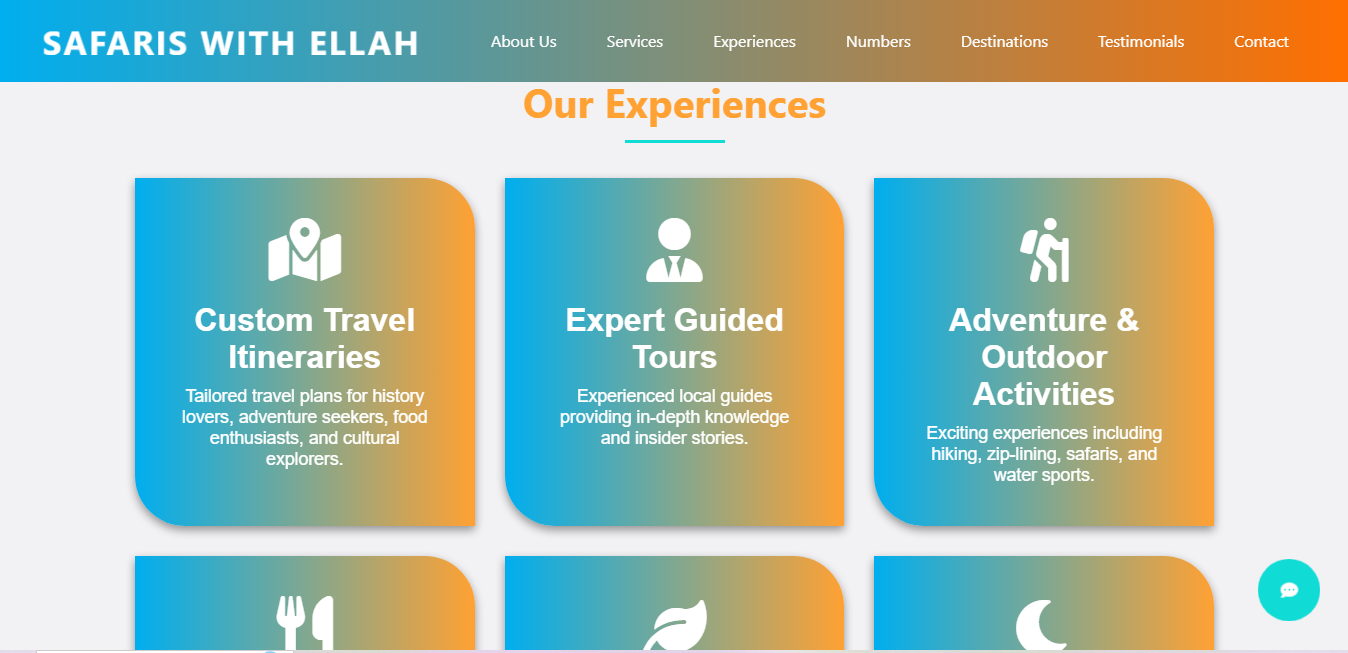 SAFARIS WITH ELLAH
About Us Services Experiences Numbers Destinations Testimonials Contact
Our Experiences
Custom Travel
Itineraries
Tailored travel plans for history
lovers, adventure seekers, food
enthusiasts, and cultural
explorers.
Expert Guided
Tours
Experienced local guides
providing in-depth knowledge
and insider stories.
Adventure &
Outdoor
Activities
Exciting experiences including
hiking, zip-lining, safaris, and
water sports.